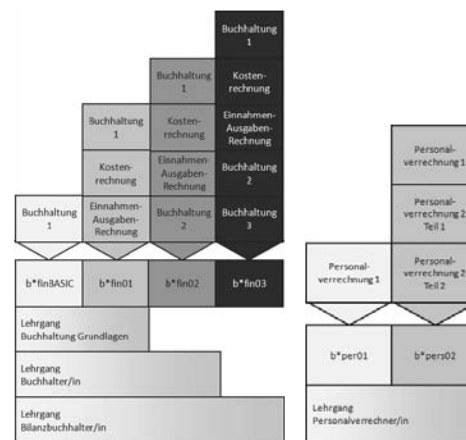 Buchhaltung
1
Kosten-
rechnung
Einnahmen-
Ausgaben-
Rechnung
Buchhaltung
2
Buchhaltung
3
Buchhaltung
1
Kosten-
rechnung
Einnahmen-
Ausgaben-
Rechnung
Buchhaltung
2
Buchhaltung
1
Kosten-
rechnung
Einnahmen-
Ausgaben-
Rechnung
Buchhaltung
1
b*finBASIC
b*fin01
b*fin02
b*fin03
Lehrgang
Buchhaltung Grundlagen
Lehrgang
Buchhalter/in
Lehrgang
Bilanzbuchhalter/in
Personal-
verrechnung 1
Personal-
verrechnung 2
Teil 1
Personal-
verrechnung 2
Teil 2
Personal-
verrechnung 1
b*per01
b*pers02
Lehrgang
Personalverrechner/in